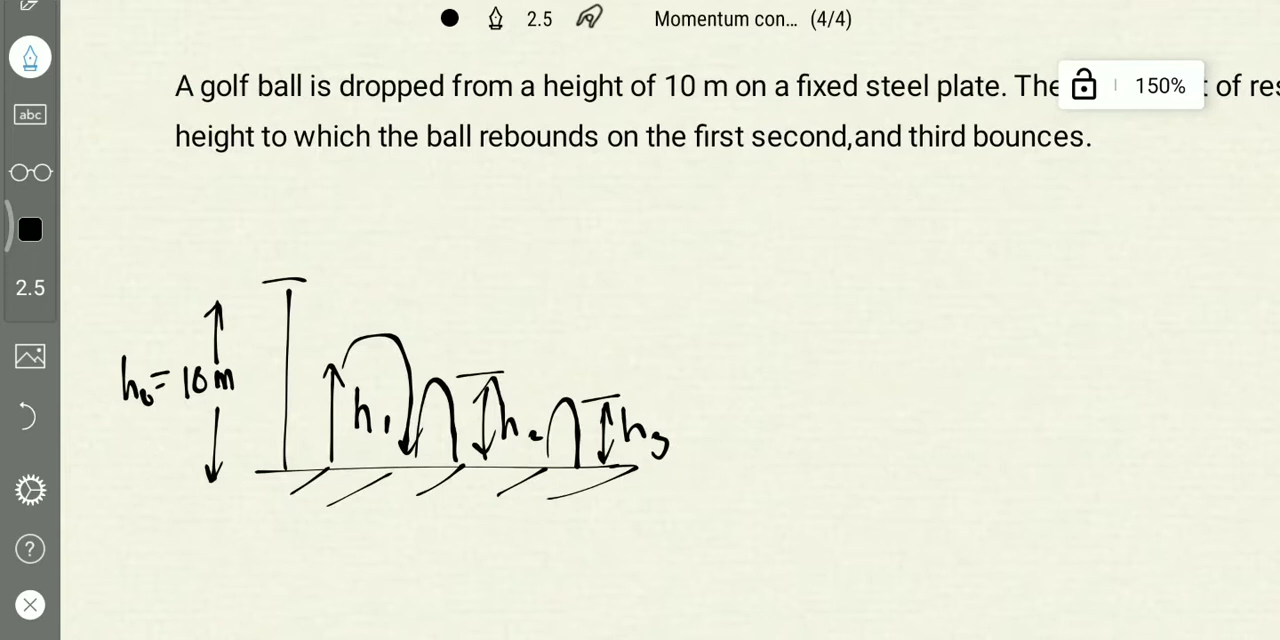 2.5 Momentum con... (4/4)
A golf ball is dropped from a height of 10 m on a fixed steel plate. The 150% of res
height to which the ball rebounds on the first second,and third bounces.
abc
2.5
h₀ = 10 m
h₁ h₂ h₃
?